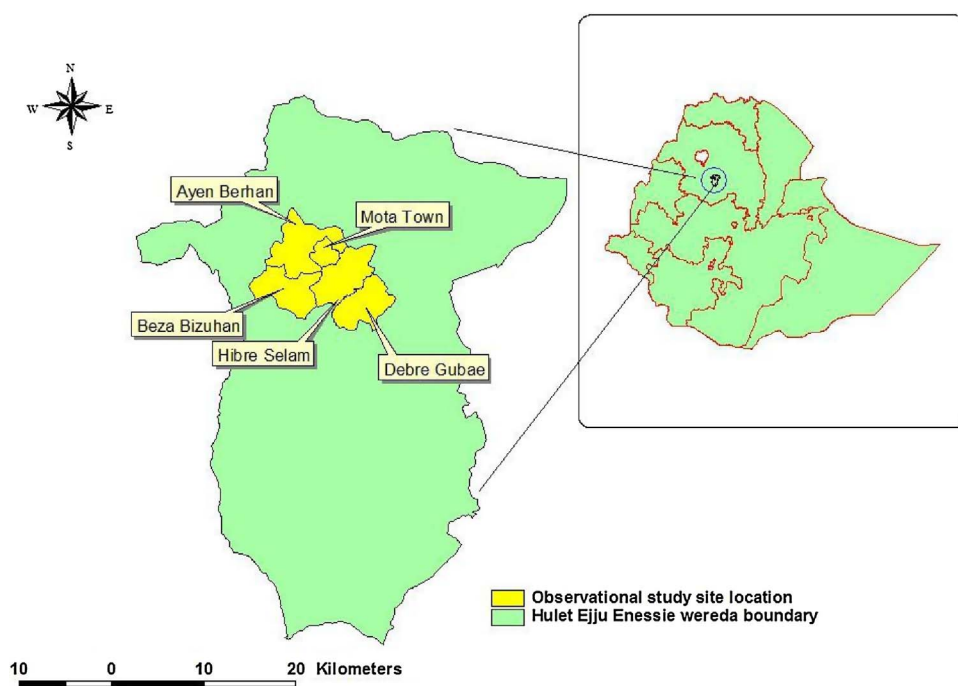 N
W E
S
Ayen Berhan
Mota Town
Beza Bizuhan
Hibre Selam
Debre Gubae
Observational study site location
Hulet Ejju Enessie wereda boundary
10 0 10 20 Kilometers